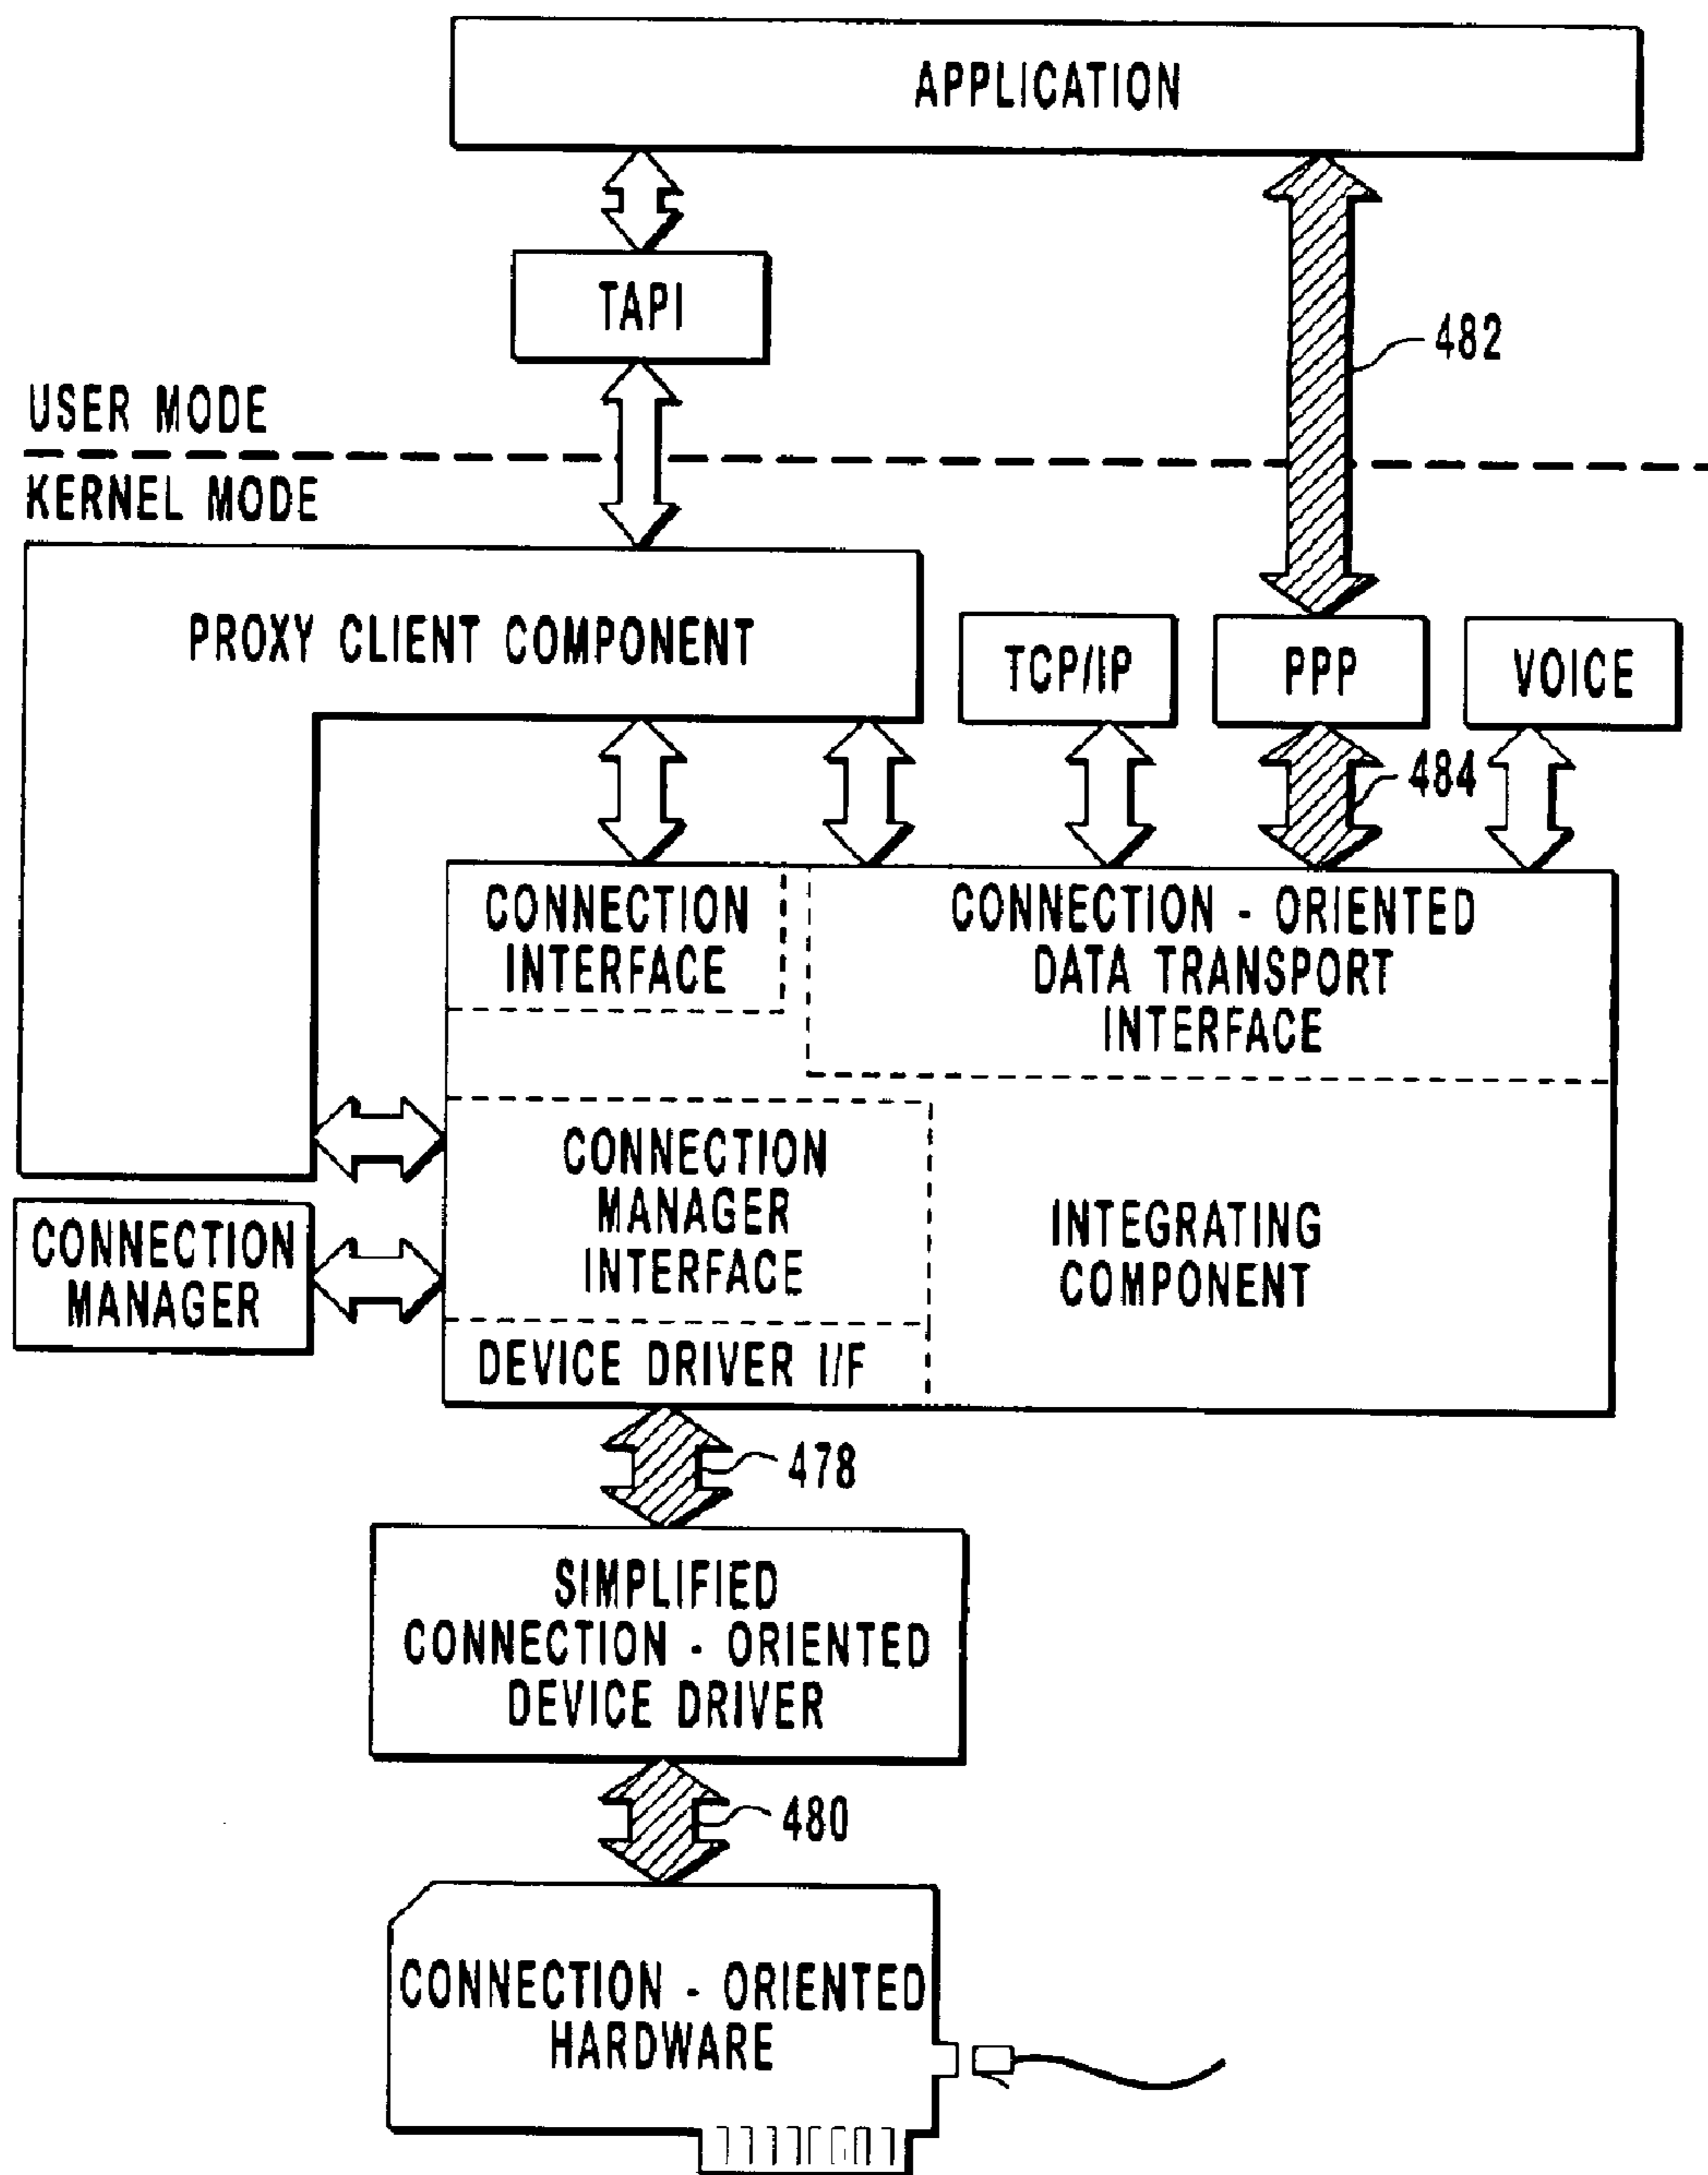 APPLICATION
TAPI
482
USER MODE
KERNEL MODE
PROXY CLIENT COMPONENT
TCP/IP
PPP
VOICE
484
CONNECTION
INTERFACE
CONNECTION - ORIENTED
DATA TRANSPORT
INTERFACE
CONNECTION
MANAGER
INTERFACE
INTEGRATING
COMPONENT
CONNECTION
MANAGER
DEVICE DRIVER I/F
478
SIMPLIFIED
CONNECTION - ORIENTED
DEVICE DRIVER
480
CONNECTION - ORIENTED
HARDWARE